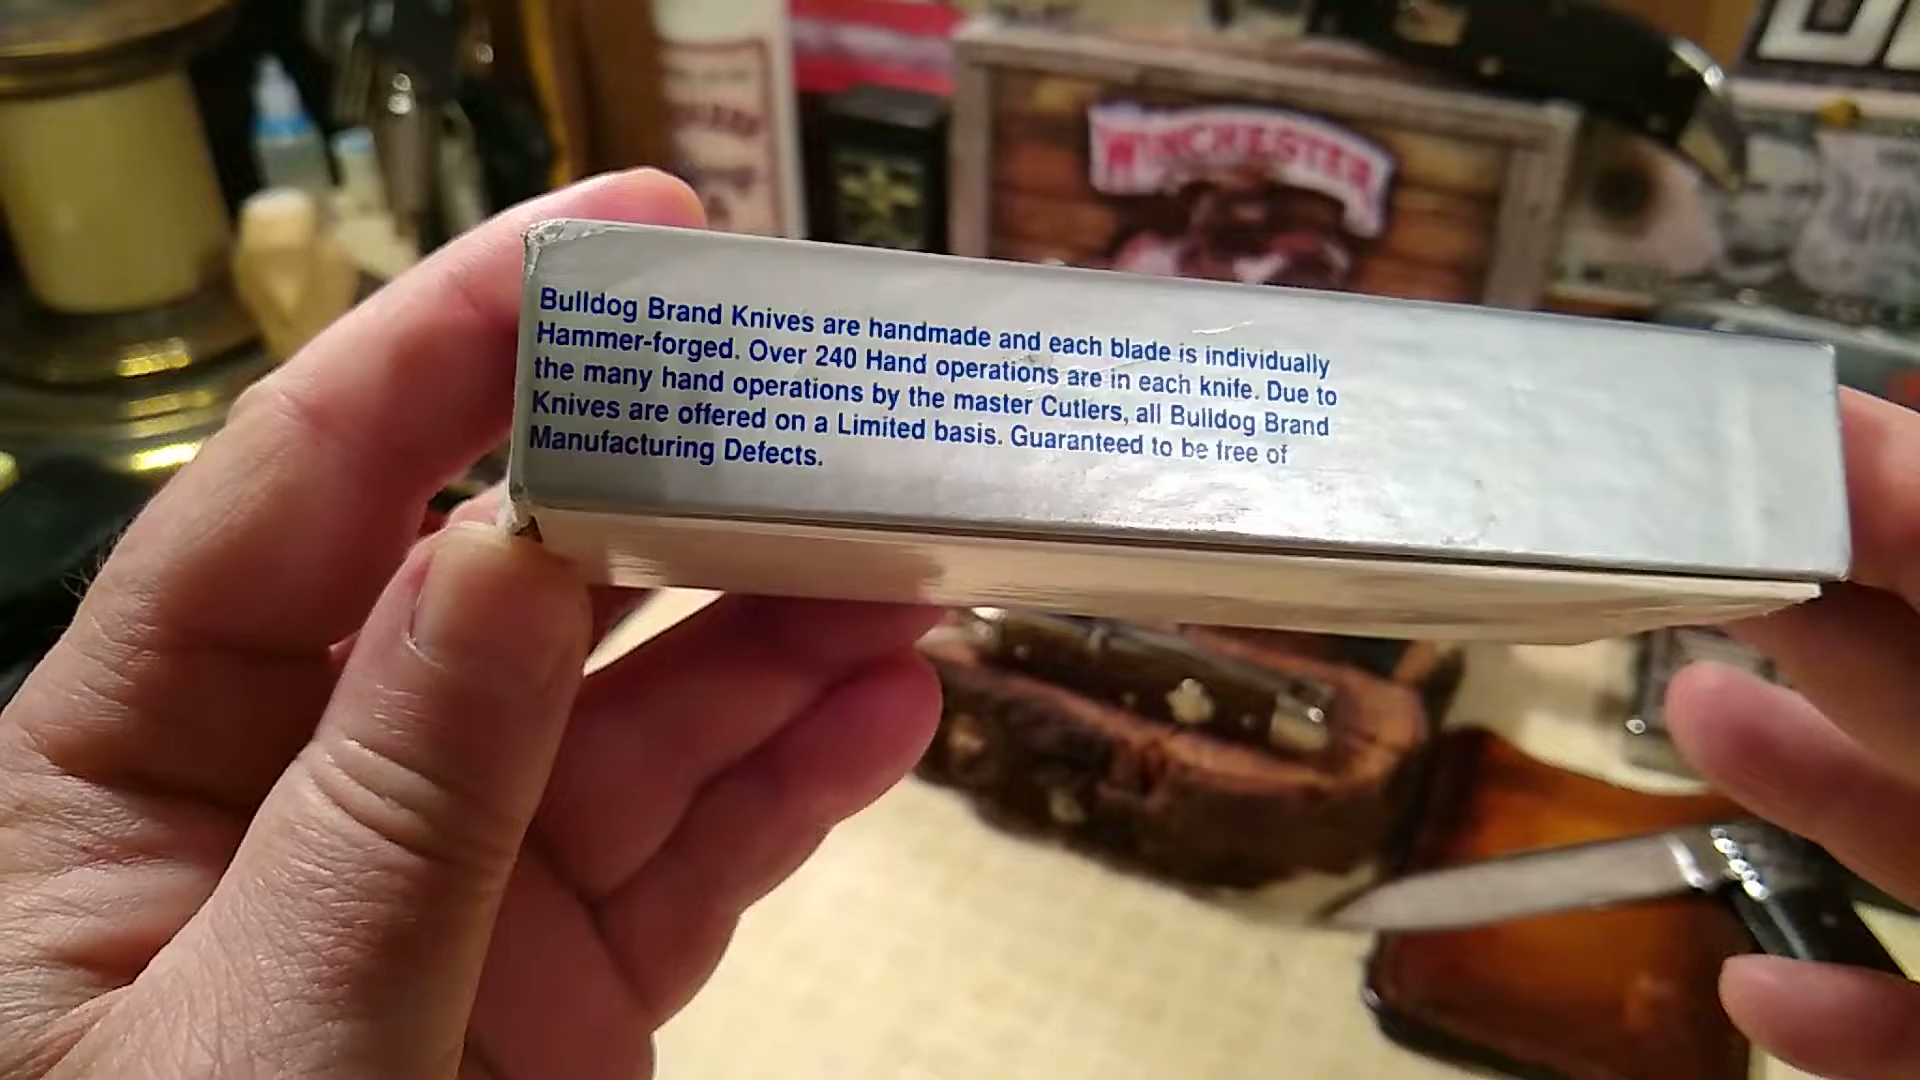 WINCHESTER
Bulldog Brand Knives are handmade and each blade is individually
Hammer-forged. Over 240 Hand operations are in each knife. Due to
the many hand operations by the master Cutlers, all Bulldog Brand
Knives are offered on a Limited basis. Guaranteed to be free of
Manufacturing Defects.